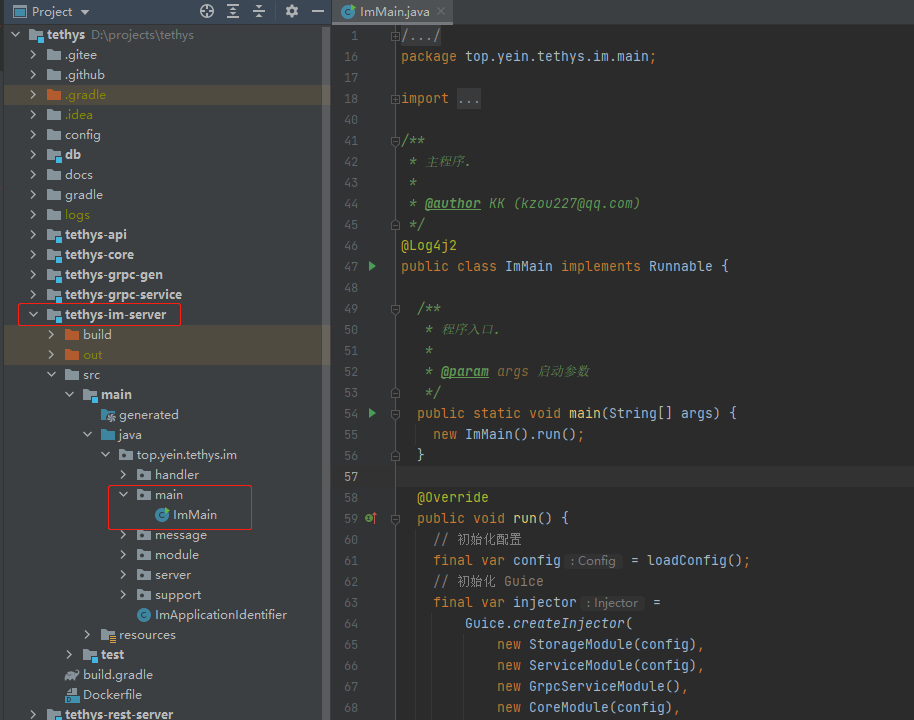 Project
tethys D:\projects\tethys
.gitee
.github
.gradle
.idea
config
db
docs
gradle
logs
tethys-api
tethys-core
tethys-grpc-gen
tethys-grpc-service
tethys-im-server
build
out
src
main
generated
java
top.yein.tethys.im
handler
main
ImMain
message
module
server
support
ImApplicationIdentifier
resources
test
build.gradle
Dockerfile
tethys-rest-server
ImMain.java
1 /.../
16 package top.yein.tethys.im.main;
17
18 import ...
40
41 /**
42 * 主程序.
43 *
44 * @author KK (kzou227@qq.com)
45 */
46 @Log4j2
47 public class ImMain implements Runnable {
48
49 /**
50 * 程序入口.
51 *
52 * @param args 启动参数
53 */
54 public static void main(String[] args) {
55 new ImMain().run();
56 }
57
58 @Override
59 public void run() {
60 // 初始化配置
61 final var config : Config = loadConfig();
62 // 初始化 Guice
63 final var injector : Injector =
64 Guice.createInjector(
65 new StorageModule(config),
66 new ServiceModule(config),
67 new GrpcServiceModule(),
68 new CoreModule(config),